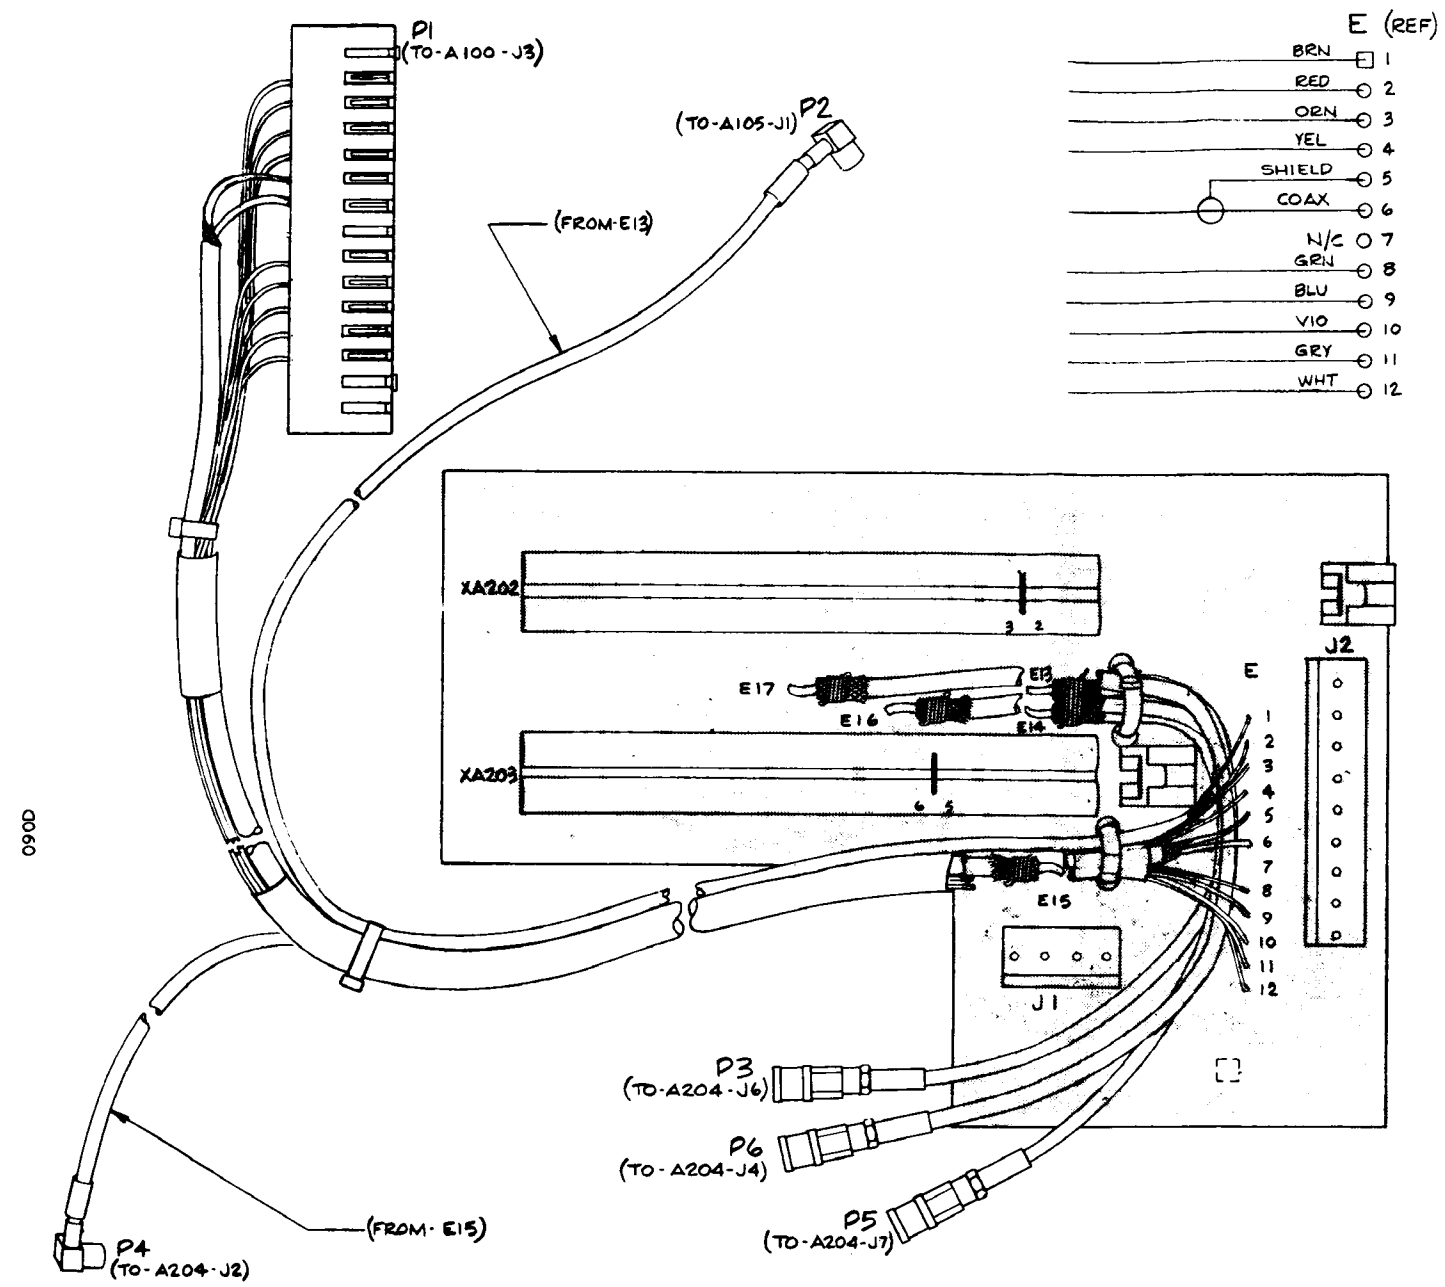 P1
(TO-A100-J3)
P2
(TO-A105-J1)
(FROM-E13)
E (REF)
BRN 1
RED 2
ORN 3
YEL 4
SHIELD 5
COAX 6
N/C 7
GRN 8
BLU 9
VIO 10
GRY 11
WHT 12
XA202
3 2
J2
E17
E13
E
E16
E14
1
2
3
XA203
6 5
4
5
6
7
8
E15
9
10
11
12
J1
090D
P3
(TO-A204-J6)
P6
(TO-A204-J4)
P5
(TO-A204-J7)
(FROM-E15)
P4
(TO-A204-J2)